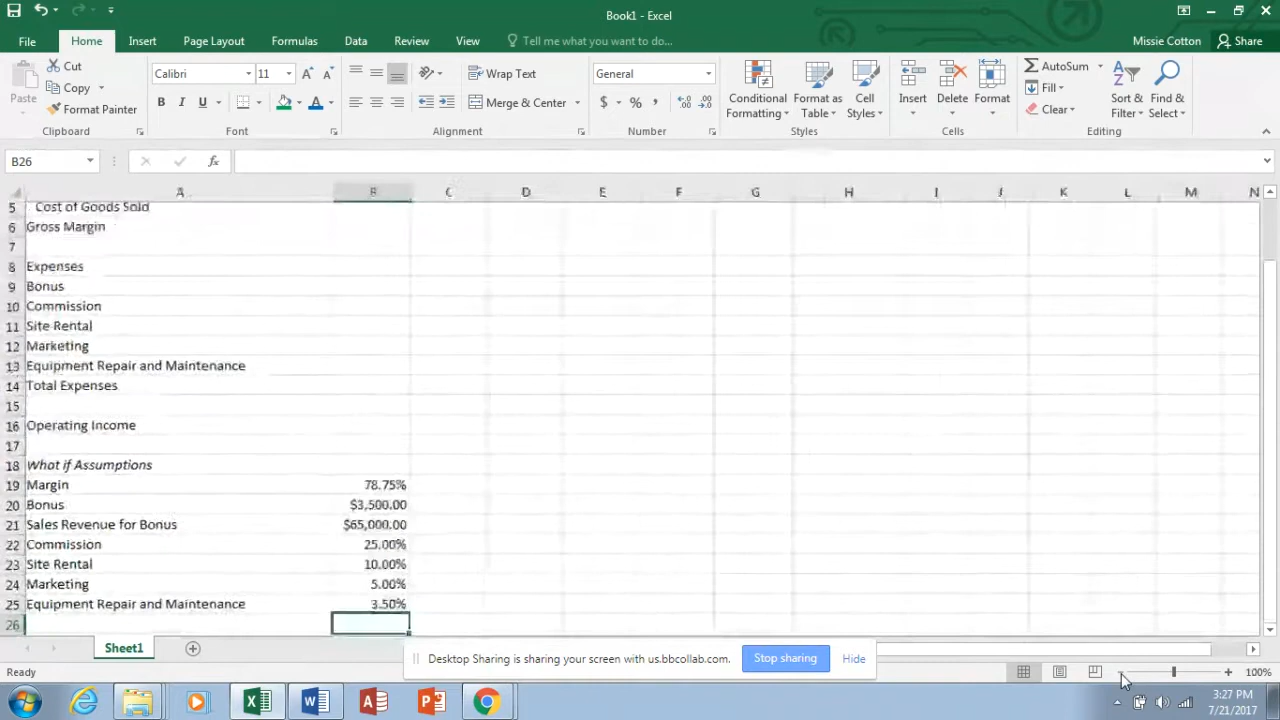 Book1 - Excel
File Home Insert Page Layout Formulas Data Review View Tell me what you want to do... Missie Cotton Share
Paste Cut Copy Format Painter Clipboard
Calibri 11 B I U A Font
Wrap Text Merge & Center Alignment
General $ % , Number
Conditional Formatting Format as Table Cell Styles Styles
Insert Delete Format Cells
AutoSum Fill Clear Sort & Filter Find & Select Editing
B26 fx
A B C D E F G H I J K L M N
5 Cost of Goods Sold
6 Gross Margin
7
8 Expenses
9 Bonus
10 Commission
11 Site Rental
12 Marketing
13 Equipment Repair and Maintenance
14 Total Expenses
15
16 Operating Income
17
18 What if Assumptions
19 Margin 78.75%
20 Bonus $3,500.00
21 Sales Revenue for Bonus $65,000.00
22 Commission 25.00%
23 Site Rental 10.00%
24 Marketing 5.00%
25 Equipment Repair and Maintenance 3.50%
26
Sheet1
Desktop Sharing is sharing your screen with us.bbcollab.com. Stop sharing Hide
Ready 100%
3:27 PM
7/21/2017